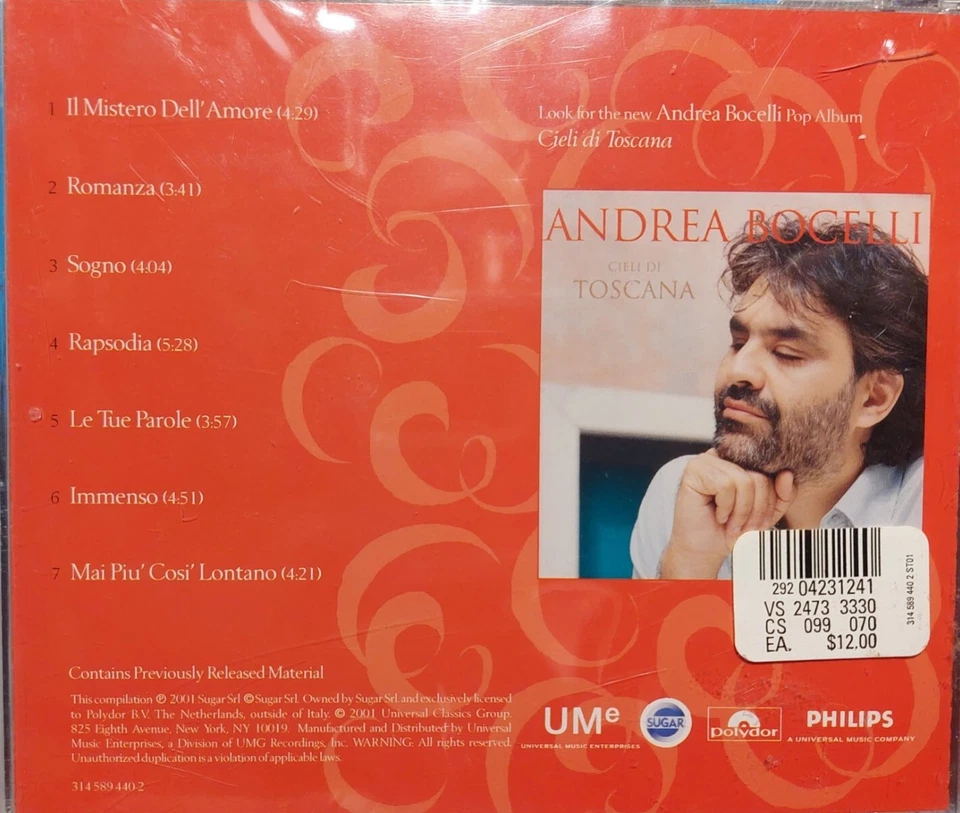 1 Il Mistero Dell' Amore (4:29)
2 Romanza (3:41)
3 Sogno (4:04)
4 Rapsodia (5:28)
5 Le Tue Parole (3:57)
6 Immenso (4:51)
7 Mai Piu' Cosi' Lontano (4:21)
Contains Previously Released Material
This compilation ℗ 2001 Sugar Srl © Sugar Srl. Owned by Sugar Srl and exclusively licensed
to Polydor B.V. The Netherlands, outside of Italy. © 2001 Universal Classics Group,
825 Eighth Avenue, New York, NY 10019. Manufactured and Distributed by Universal
Music Enterprises, a Division of UMG Recordings, Inc. WARNING: All rights reserved.
Unauthorized duplication is a violation of applicable laws.
314 589 440-2
Look for the new Andrea Bocelli Pop Album
Cieli di Toscana
ANDREA BOCELLI
CIELI DI
TOSCANA
292 04231241
VS 2473 3330
CS 099 070
EA. $12.00
314 589 440 2 ST01
UMe
UNIVERSAL MUSIC ENTERPRISES
SUGAR
polydor
PHILIPS
A UNIVERSAL MUSIC COMPANY